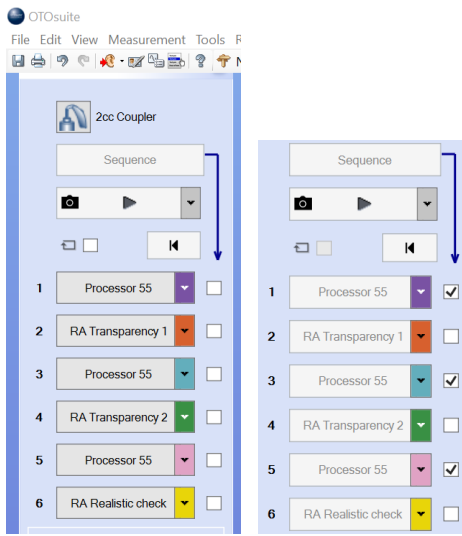 OTOsuite
File Edit View Measurement Tools
2cc Coupler
Sequence
1 Processor 55
2 RA Transparency 1
3 Processor 55
4 RA Transparency 2
5 Processor 55
6 RA Realistic check
Sequence
1 Processor 55
2 RA Transparency 1
3 Processor 55
4 RA Transparency 2
5 Processor 55
6 RA Realistic check